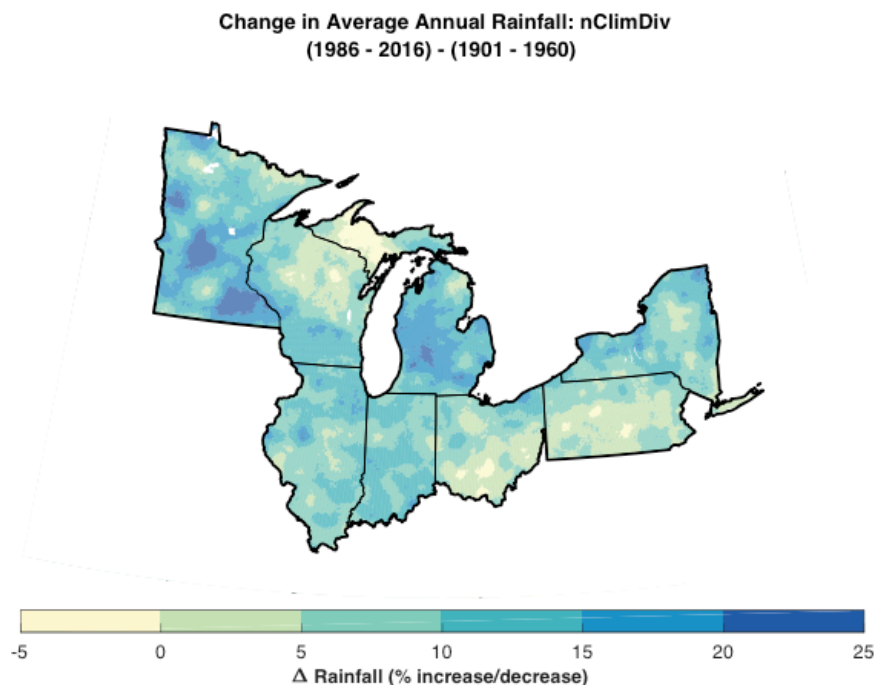 Change in Average Annual Rainfall: nClimDiv
(1986 - 2016) - (1901 - 1960)
-5 0 5 10 15 20 25
Δ Rainfall (% increase/decrease)